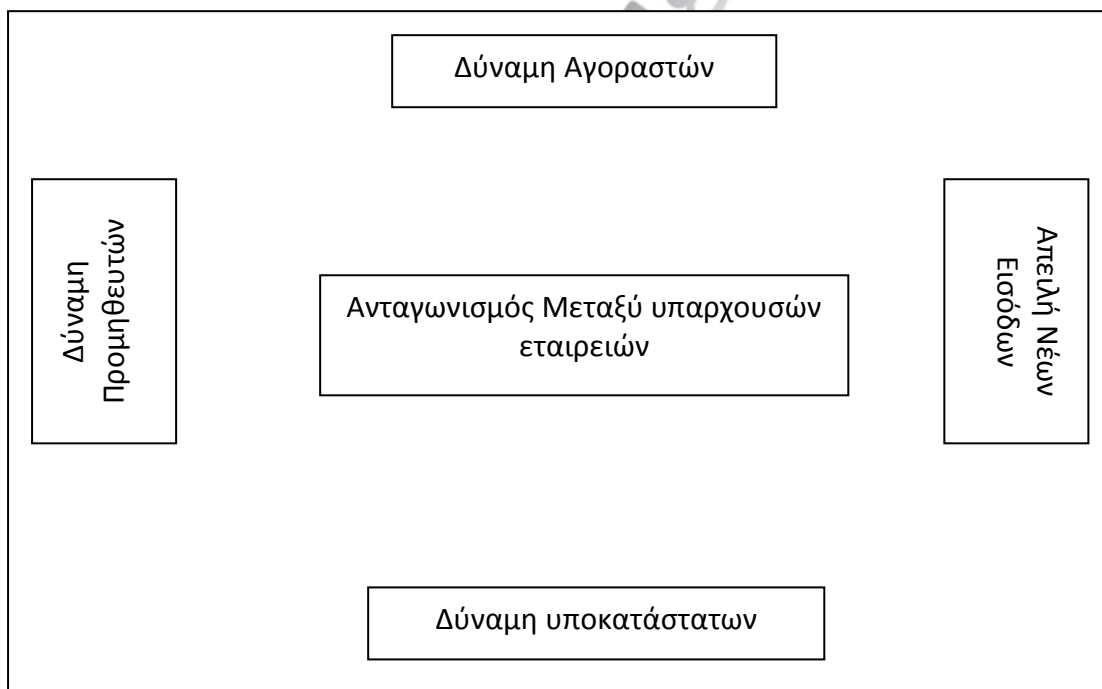 Δύναμη Αγοραστών
Δύναμη
Προμηθευτών
Ανταγωνισμός Μεταξύ υπαρχουσών
εταιρειών
Απειλή Νέων
Εισόδων
Δύναμη υποκατάστατων